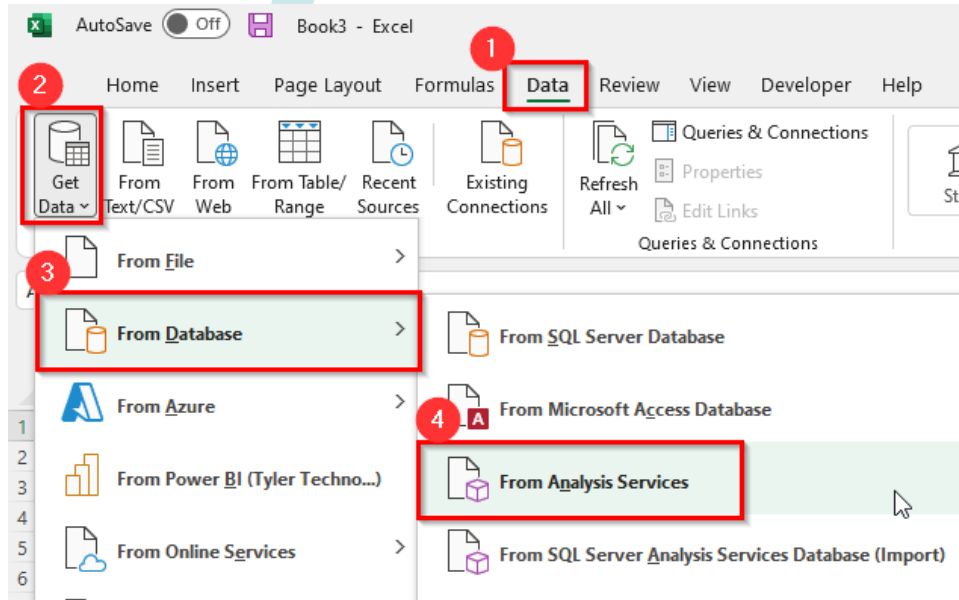 AutoSave Off Book3 - Excel
1
2
Home Insert Page Layout Formulas Data Review View Developer Help
Queries & Connections
Get From From From Table/ Recent Existing Refresh Properties
Data Text/CSV Web Range Sources Connections All Edit Links
St
Queries & Connections
3
From File
From Database
From SQL Server Database
From Azure
From Microsoft Access Database
4
From Power BI (Tyler Techno...)
From Analysis Services
From Online Services
From SQL Server Analysis Services Database (Import)
A
1
2
3
4
5
6